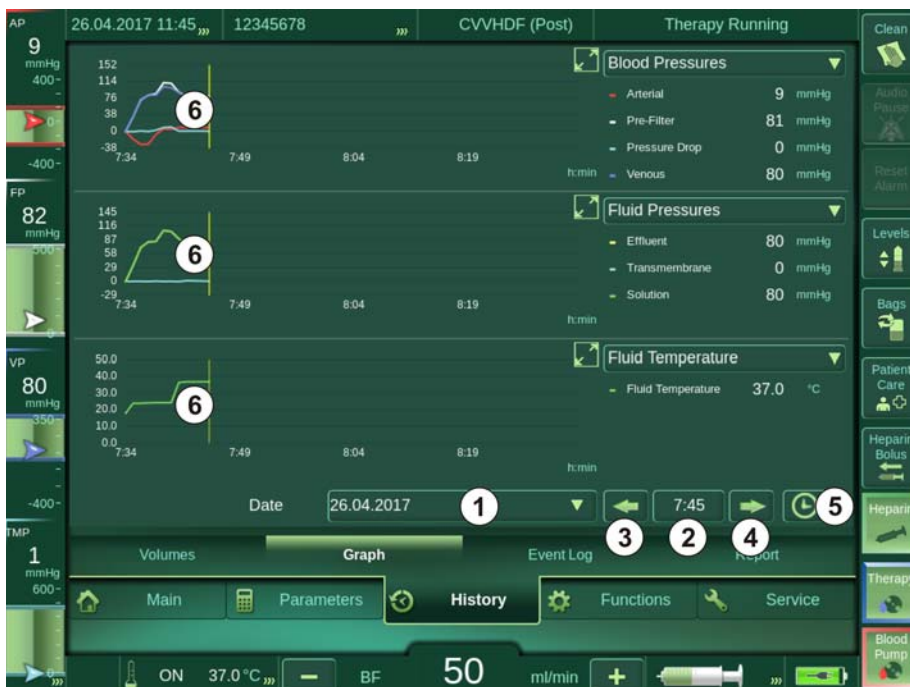 AP
9
mmHg
400
0
-400
FP
82
mmHg
500
0
VP
80
mmHg
350
-400
TMP
1
mmHg
600
0
26.04.2017 11:45
12345678
CVVHDF (Post)
Therapy Running
152
114
76
38
0
-38
7:34
7:49
8:04
8:19
h:min
6
Blood Pressures
Arterial 9 mmHg
Pre-Filter 81 mmHg
Pressure Drop 0 mmHg
Venous 80 mmHg
145
116
87
58
29
0
-29
7:34
7:49
8:04
8:19
h:min
6
Fluid Pressures
Effluent 80 mmHg
Transmembrane 0 mmHg
Solution 80 mmHg
50.0
40.0
30.0
20.0
10.0
0.0
7:34
7:49
8:04
8:19
h:min
6
Fluid Temperature
Fluid Temperature 37.0 °C
Date 26.04.2017 1 7:45 5
3 2 4
Volumes Graph Event Log Report
Main Parameters History Functions Service
ON 37.0 °C BF 50 ml/min
Clean
Audio
Pause
Reset
Alarm
Levels
Bags
Patient
Care
Heparin
Bolus
Heparin
Therapy
Blood
Pump